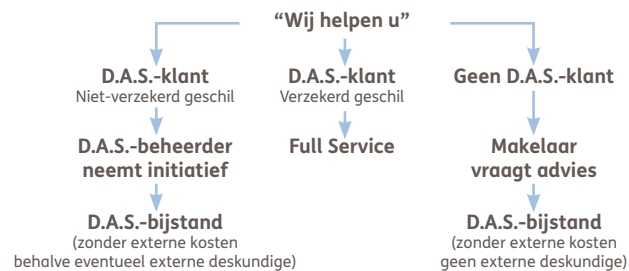 “Wij helpen u”
D.A.S.-klant
Niet-verzekerd geschil
D.A.S.-beheerder
neemt initiatief
D.A.S.-bijstand
(zonder externe kosten
behalve eventueel externe deskundige)
D.A.S.-klant
Verzekerd geschil
Full Service
Geen D.A.S.-klant
Makelaar
vraagt advies
D.A.S.-bijstand
(zonder externe kosten
geen externe deskundige)